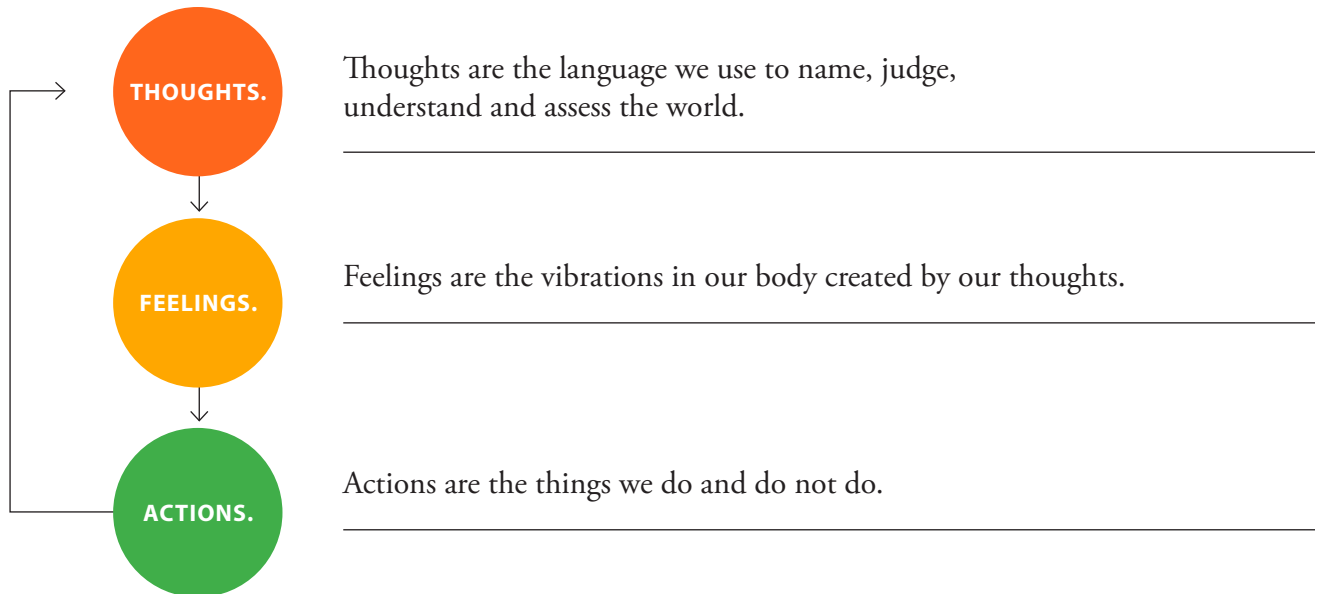 THOUGHTS.
Thoughts are the language we use to name, judge,
understand and assess the world.
FEELINGS.
Feelings are the vibrations in our body created by our thoughts.
ACTIONS.
Actions are the things we do and do not do.